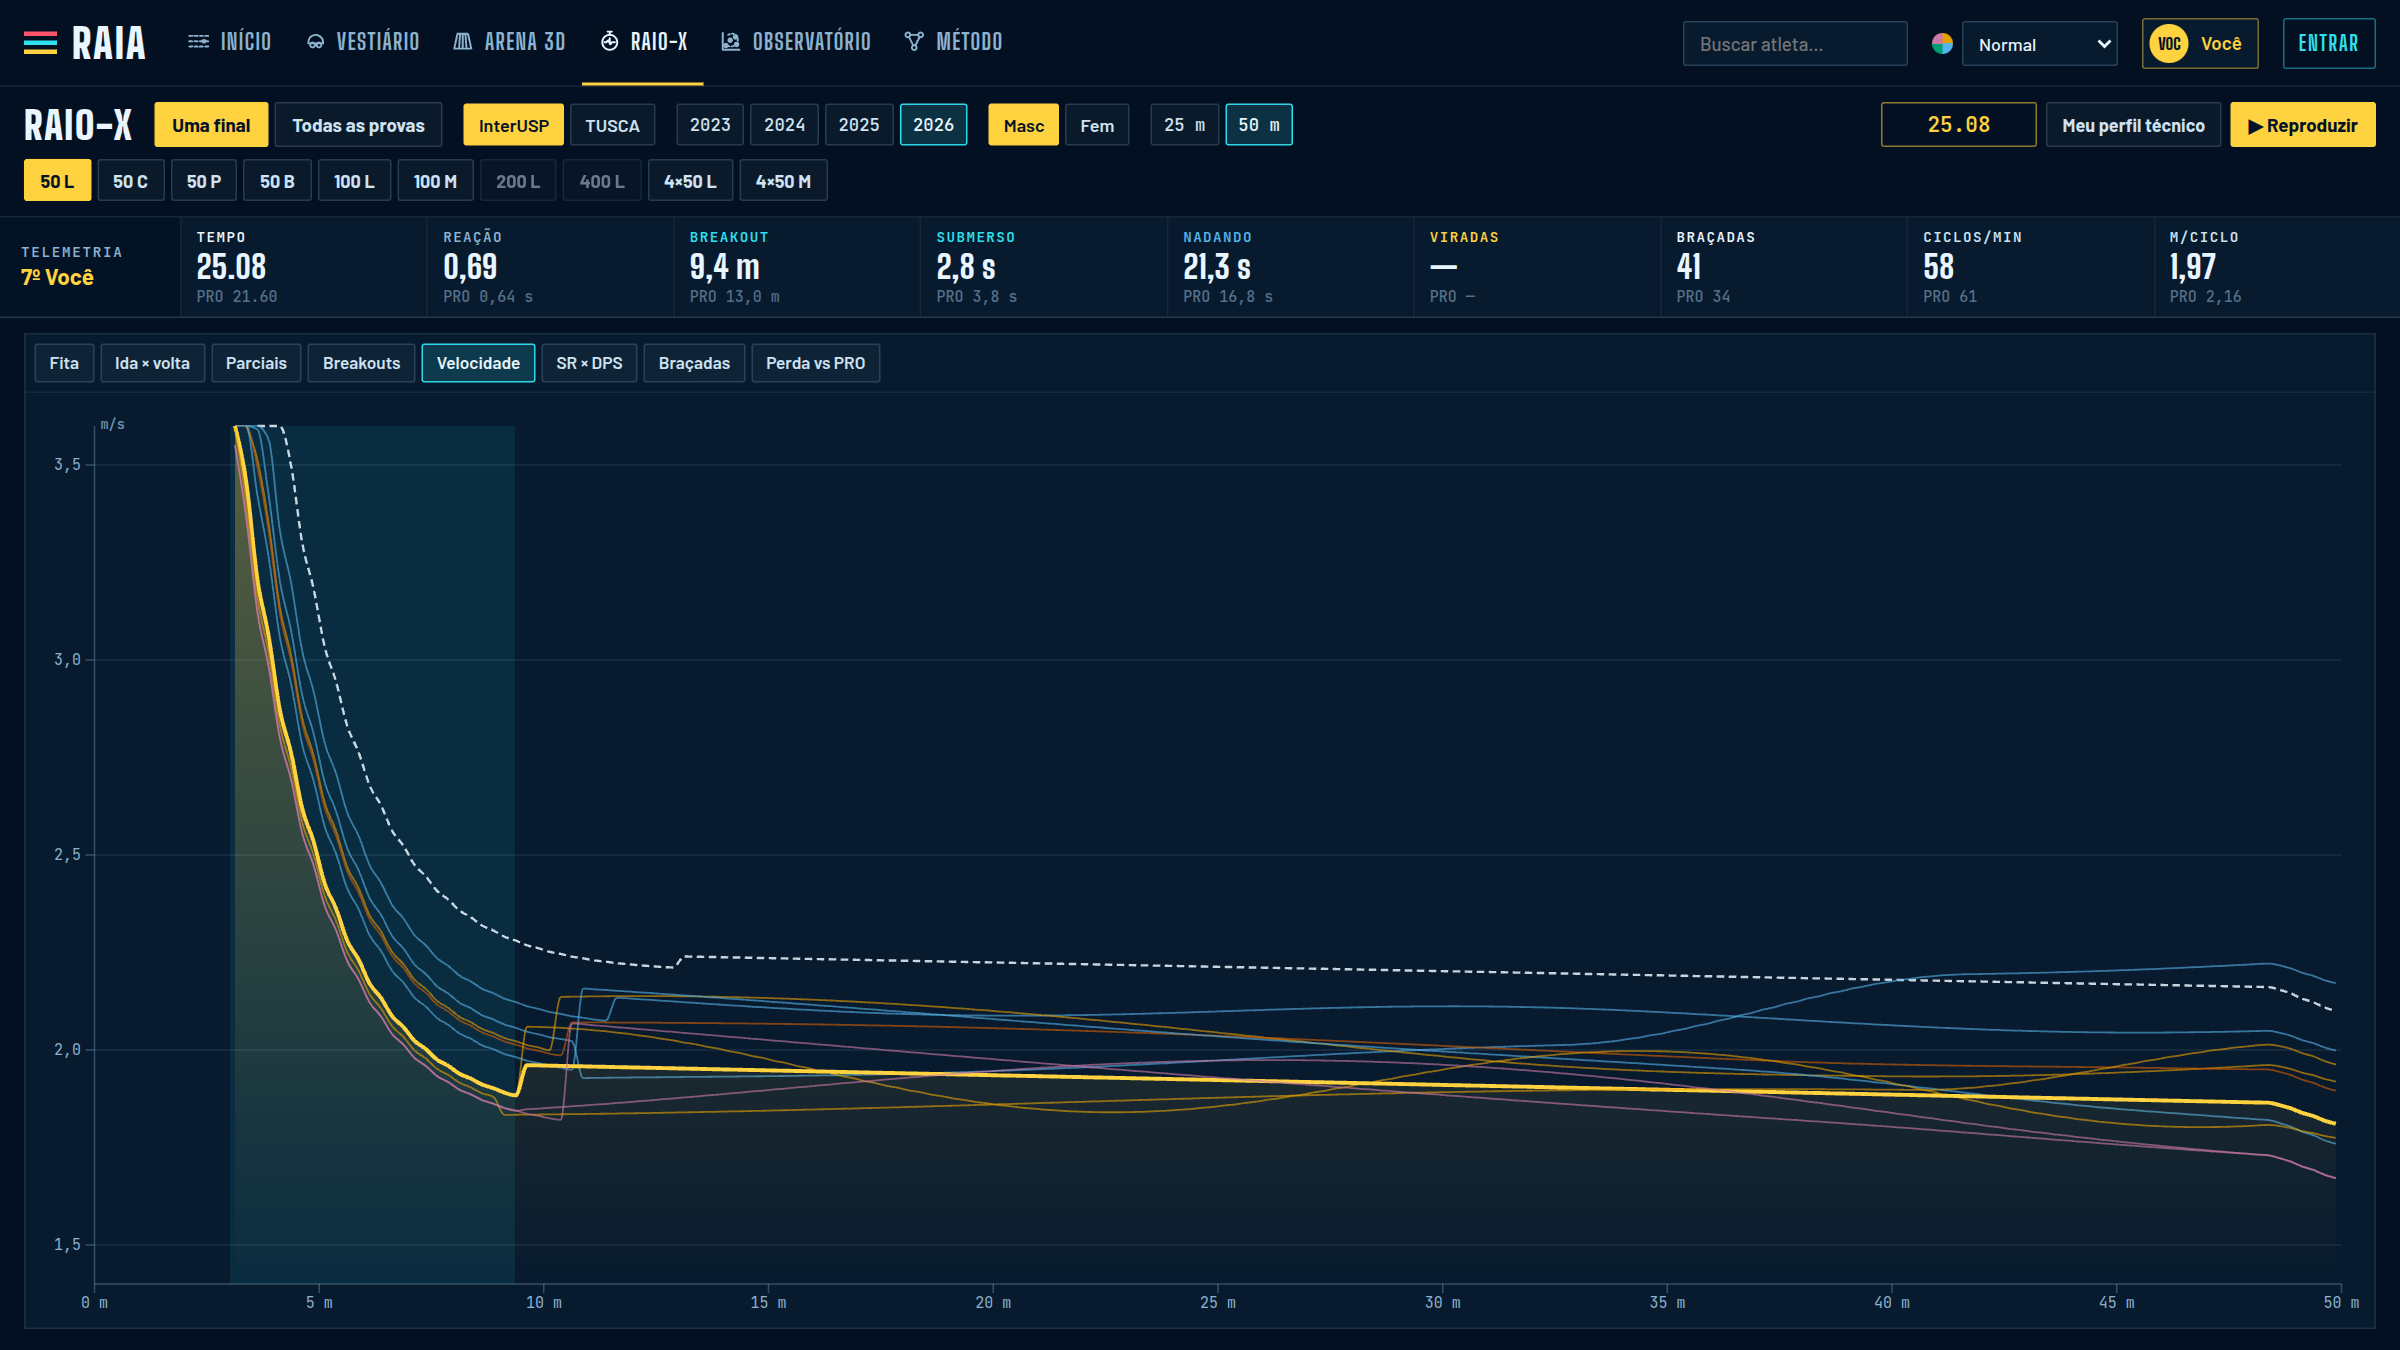 RAIA INÍCIO VESTIÁRIO ARENA 3D RAIO-X OBSERVATÓRIO MÉTODO Buscar atleta... Normal VOC Você ENTRAR
RAIO-X Uma final Todas as provas InterUSP TUSCA 2023 2024 2025 2026 Masc Fem 25 m 50 m 25.08 Meu perfil técnico ▶ Reproduzir
50 L 50 C 50 P 50 B 100 L 100 M 200 L 400 L 4×50 L 4×50 M
TELEMETRIA
7º Você
TEMPO
25.08
PRO 21.60
REAÇÃO
0,69
PRO 0,64 s
BREAKOUT
9,4 m
PRO 13,0 m
SUBMERSO
2,8 s
PRO 3,8 s
NADANDO
21,3 s
PRO 16,8 s
VIRADAS
—
PRO —
BRAÇADAS
41
PRO 34
CICLOS/MIN
58
PRO 61
M/CICLO
1,97
PRO 2,16
Fita Ida × volta Parciais Breakouts Velocidade SR × DPS Braçadas Perda vs PRO
m/s
3,5
3,0
2,5
2,0
1,5
0 m 5 m 10 m 15 m 20 m 25 m 30 m 35 m 40 m 45 m 50 m